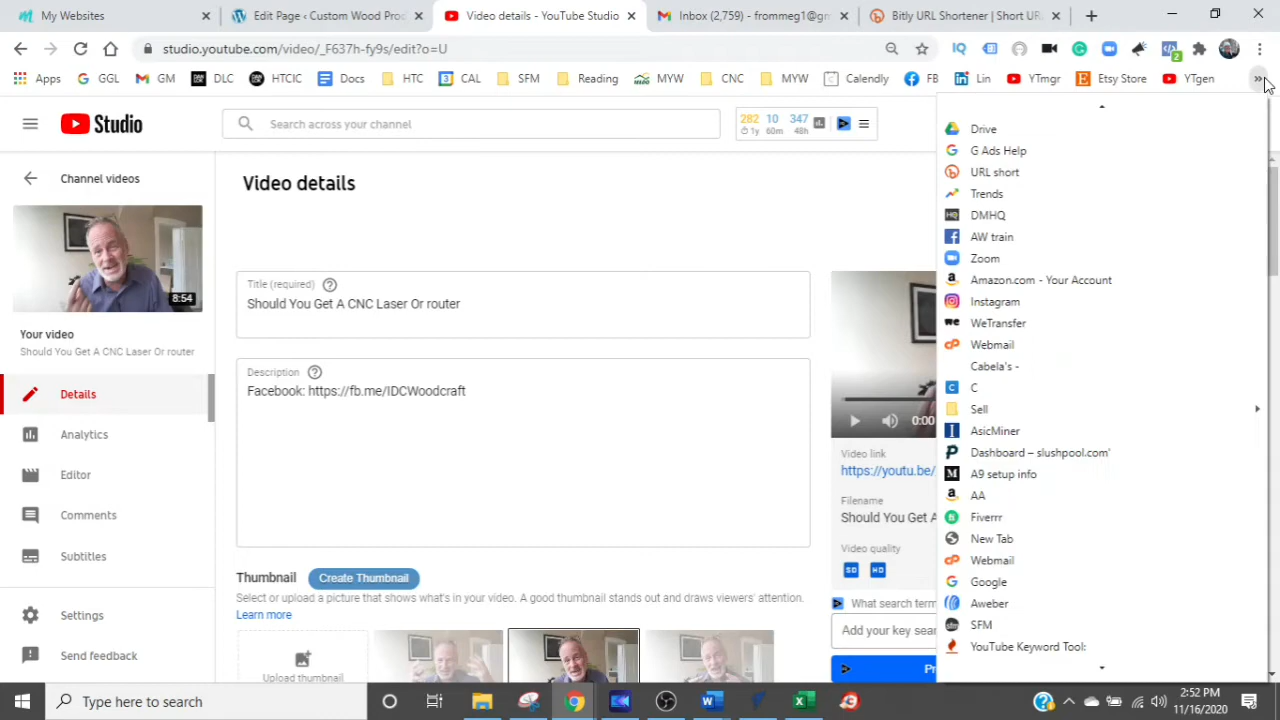 My Websites
Edit Page ‹ Custom Wood Proc
Video details - YouTube Studio
Inbox (2,759) - frommeg1@gm
Bitly URL Shortener | Short UR
studio.youtube.com/video/_F637h-fy9s/edit?o=U
2
Apps GGL GM DLC HTCIC Docs HTC CAL SFM Reading MYW CNC MYW Calendly FB Lin YTmgr Etsy Store YTgen »
Studio
Search across your channel
282 10 347
1y 60m 48h
Channel videos
Video details
8:54
Your video
Should You Get A CNC Laser Or router
Details
Analytics
Editor
Comments
Subtitles
Settings
Send feedback
Title (required)
Should You Get A CNC Laser Or router
Description
Facebook: https://fb.me/IDCWoodcraft
Thumbnail Create Thumbnail
Select or upload a picture that shows what's in your video. A good thumbnail stands out and draws viewers' attention.
Learn more
Upload thumbnail
0:00
Video link
https://youtu.be/
Filename
Should You Get A
Video quality
SD HD
What search term
Add your key sear
Pr
Drive
G Ads Help
URL short
Trends
DMHQ
AW train
Zoom
Amazon.com - Your Account
Instagram
WeTransfer
Webmail
Cabela's -
C
Sell
AsicMiner
Dashboard – slushpool.com'
A9 setup info
AA
Fiverrr
New Tab
Webmail
Google
Aweber
SFM
YouTube Keyword Tool:
Type here to search
2:52 PM
11/16/2020